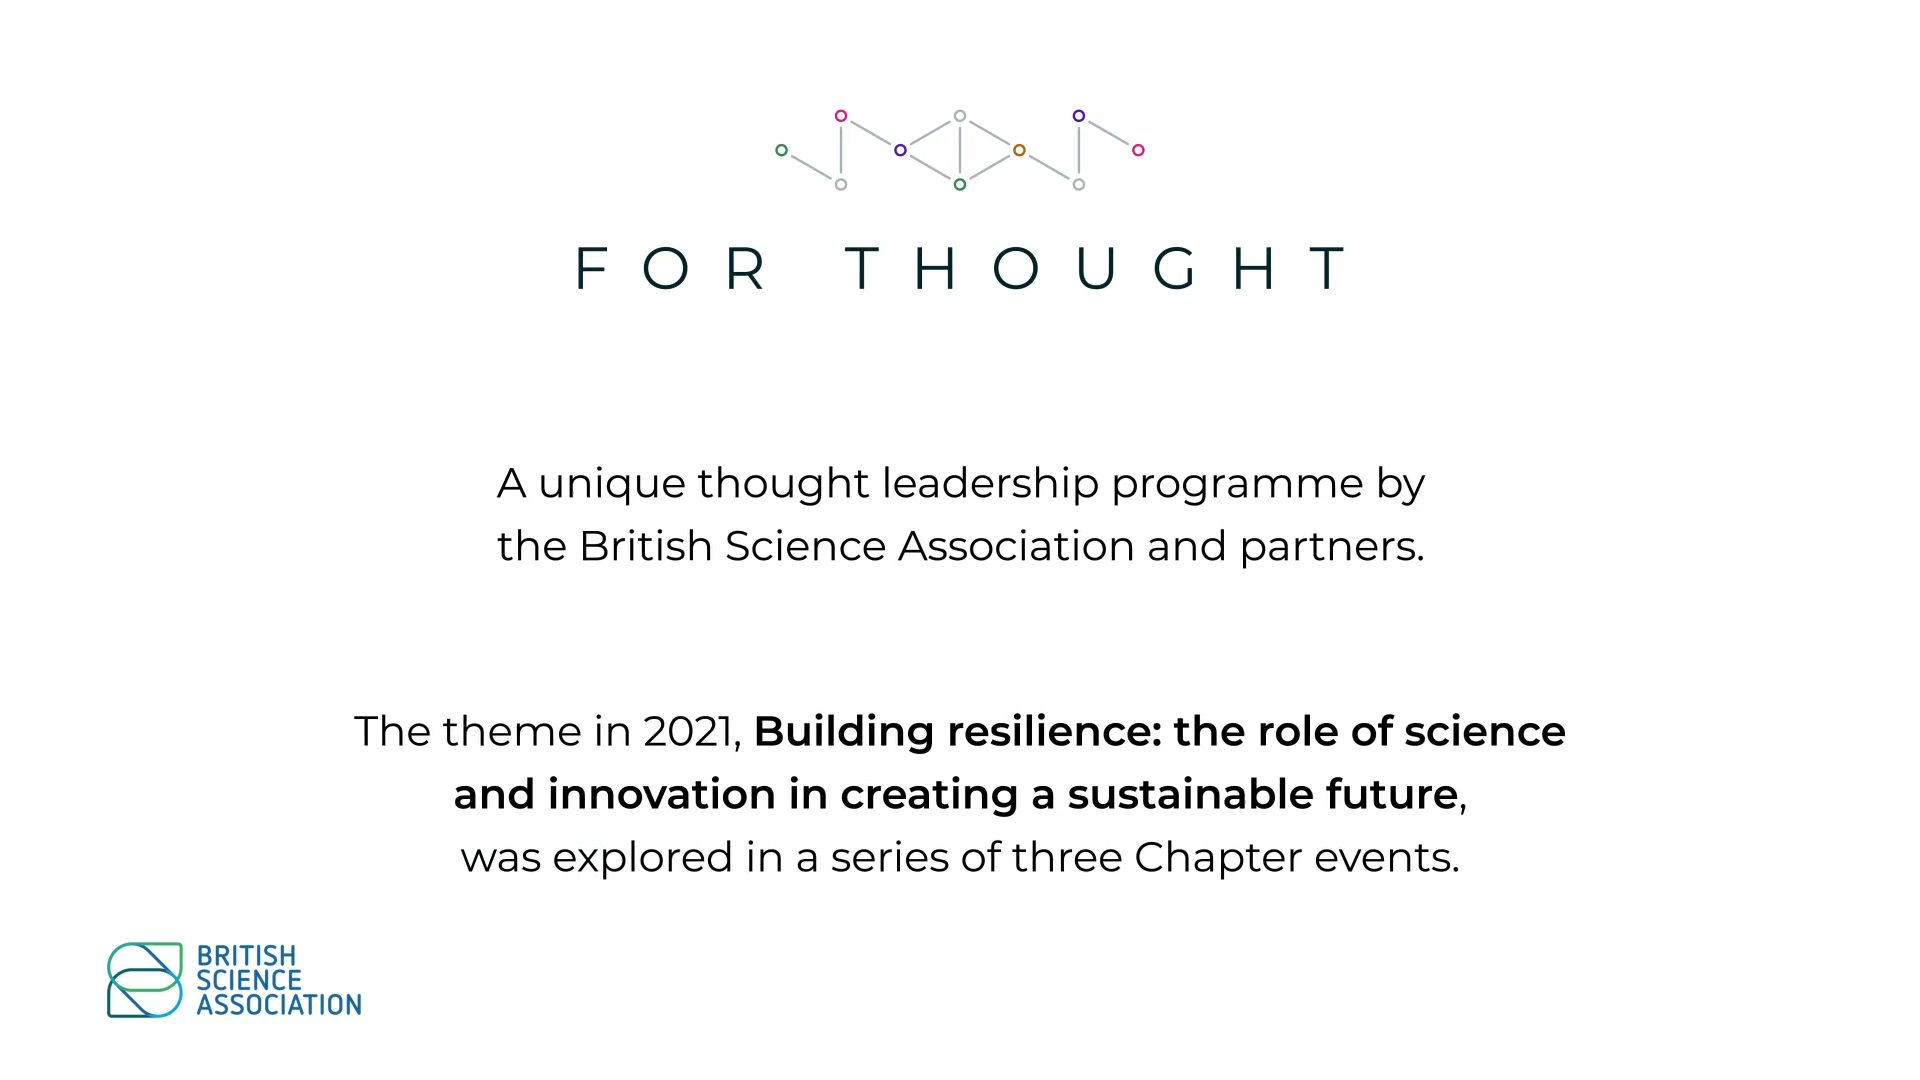 FOR THOUGHT
A unique thought leadership programme by
the British Science Association and partners.
The theme in 2021, Building resilience: the role of science
and innovation in creating a sustainable future,
was explored in a series of three Chapter events.
BRITISH
SCIENCE
ASSOCIATION